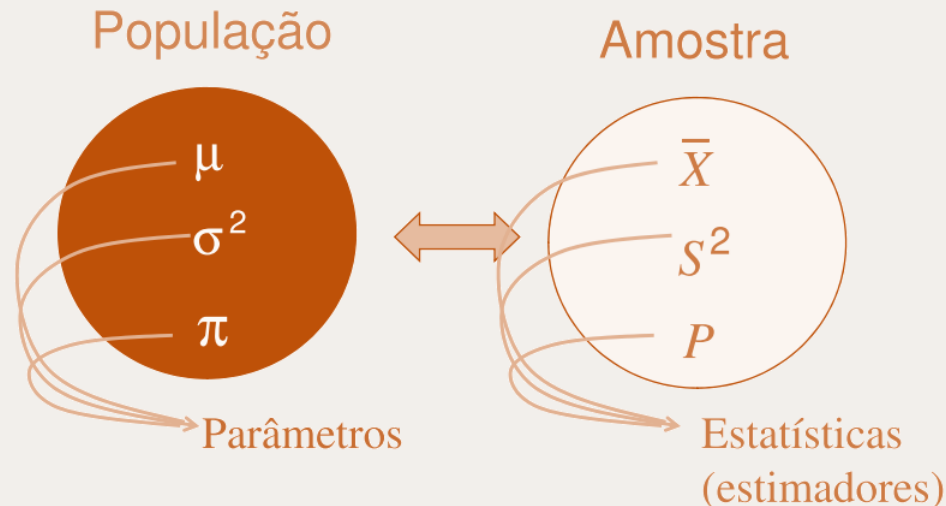 População
μ
σ²
π
Parâmetros
Amostra
X̄
S²
P
Estatísticas
(estimadores)